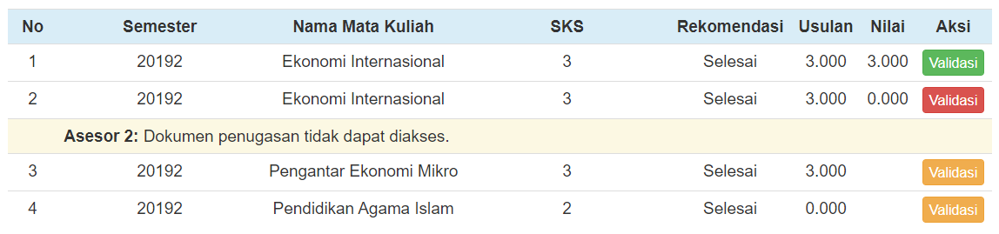 No Semester Nama Mata Kuliah SKS Rekomendasi Usulan Nilai Aksi
1 20192 Ekonomi Internasional 3 Selesai 3.000 3.000 Validasi
2 20192 Ekonomi Internasional 3 Selesai 3.000 0.000 Validasi
Asesor 2: Dokumen penugasan tidak dapat diakses.
3 20192 Pengantar Ekonomi Mikro 3 Selesai 3.000 Validasi
4 20192 Pendidikan Agama Islam 2 Selesai 0.000 Validasi